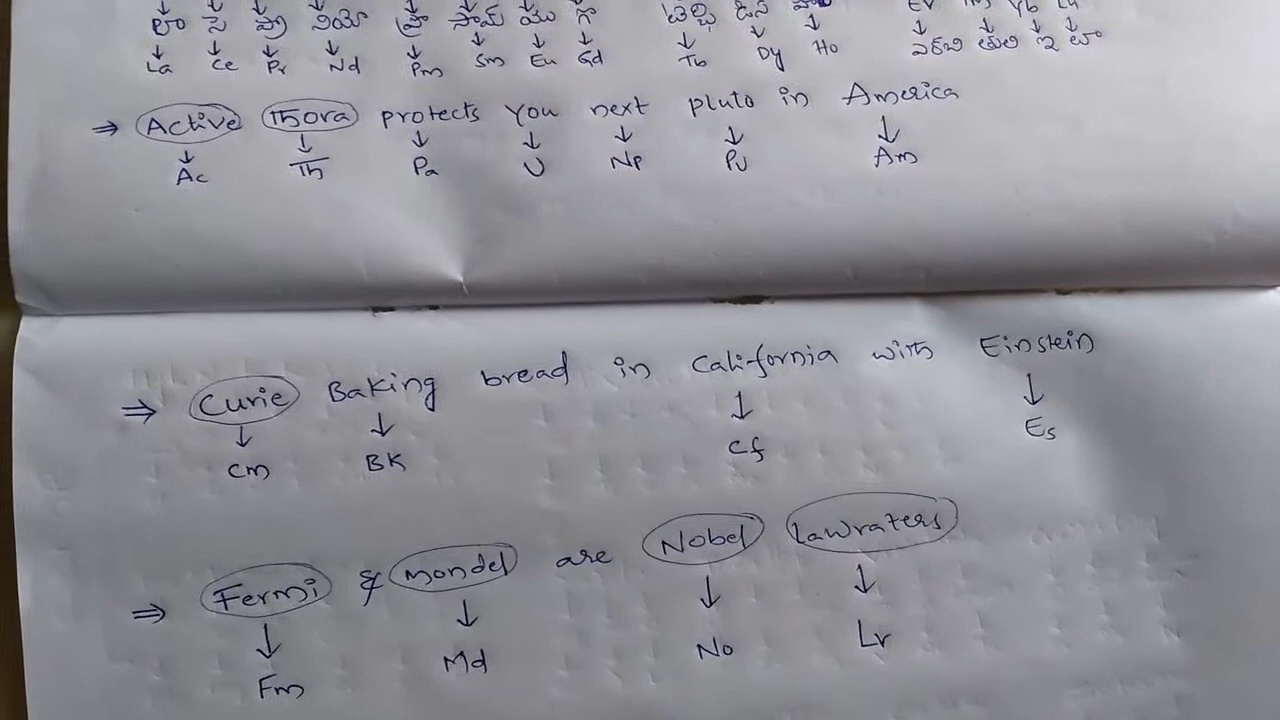 లా సె ప్ర నియో ప్రొ సామ్ యు గా టెర్బి డిస్
La Ce Pr Nd Pm Sm Eu Gd Tb Dy Ho
⇒ Active Thora protects You next pluto in America
Ac Th Pa U Np Pu Am
⇒ Curie Baking bread in California with Einstein
Cm BK Cf Es
⇒ Fermi & mondel are Nobel Lawraters
Fm Md No Lr